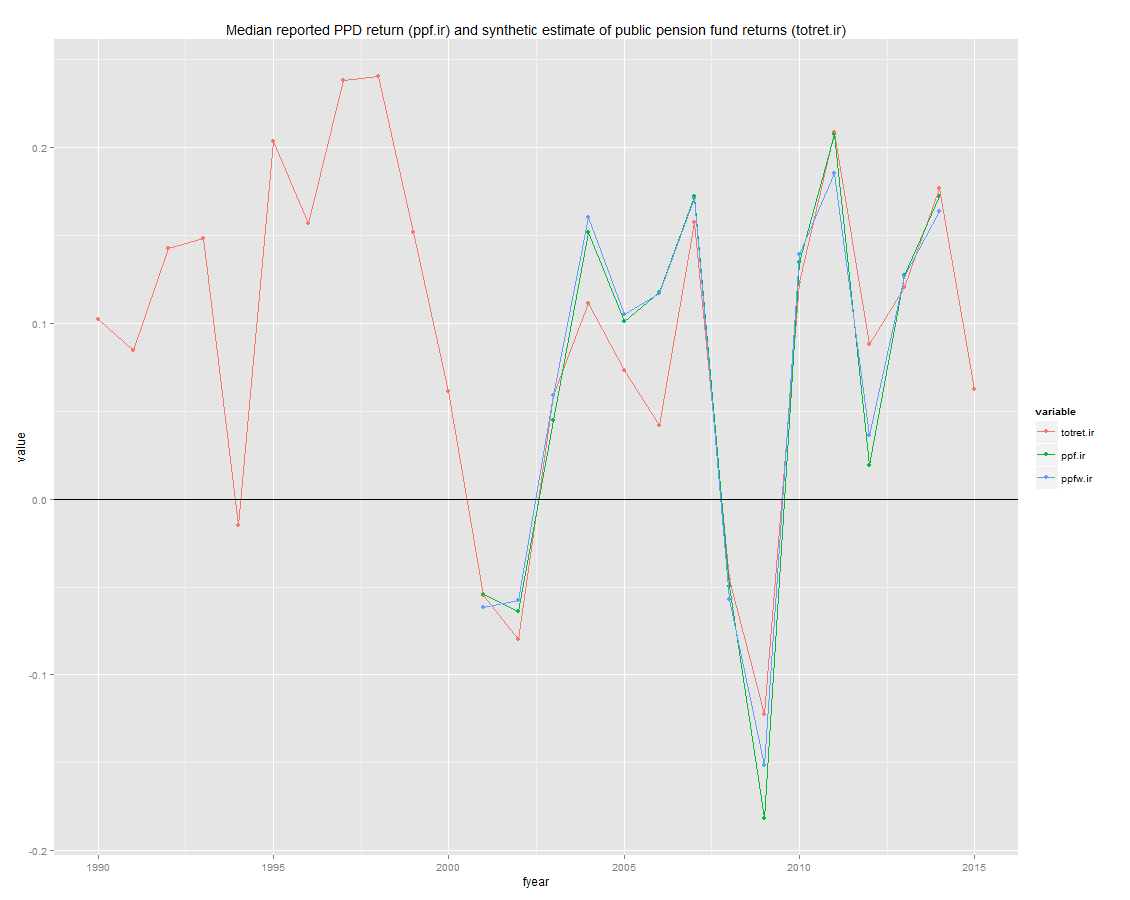 Median reported PPD return (ppf.ir) and synthetic estimate of public pension fund returns (totret.ir)
value
0.2
0.1
0.0
-0.1
-0.2
1990
1995
2000
2005
2010
2015
fyear
variable
totret.ir
ppf.ir
ppfw.ir